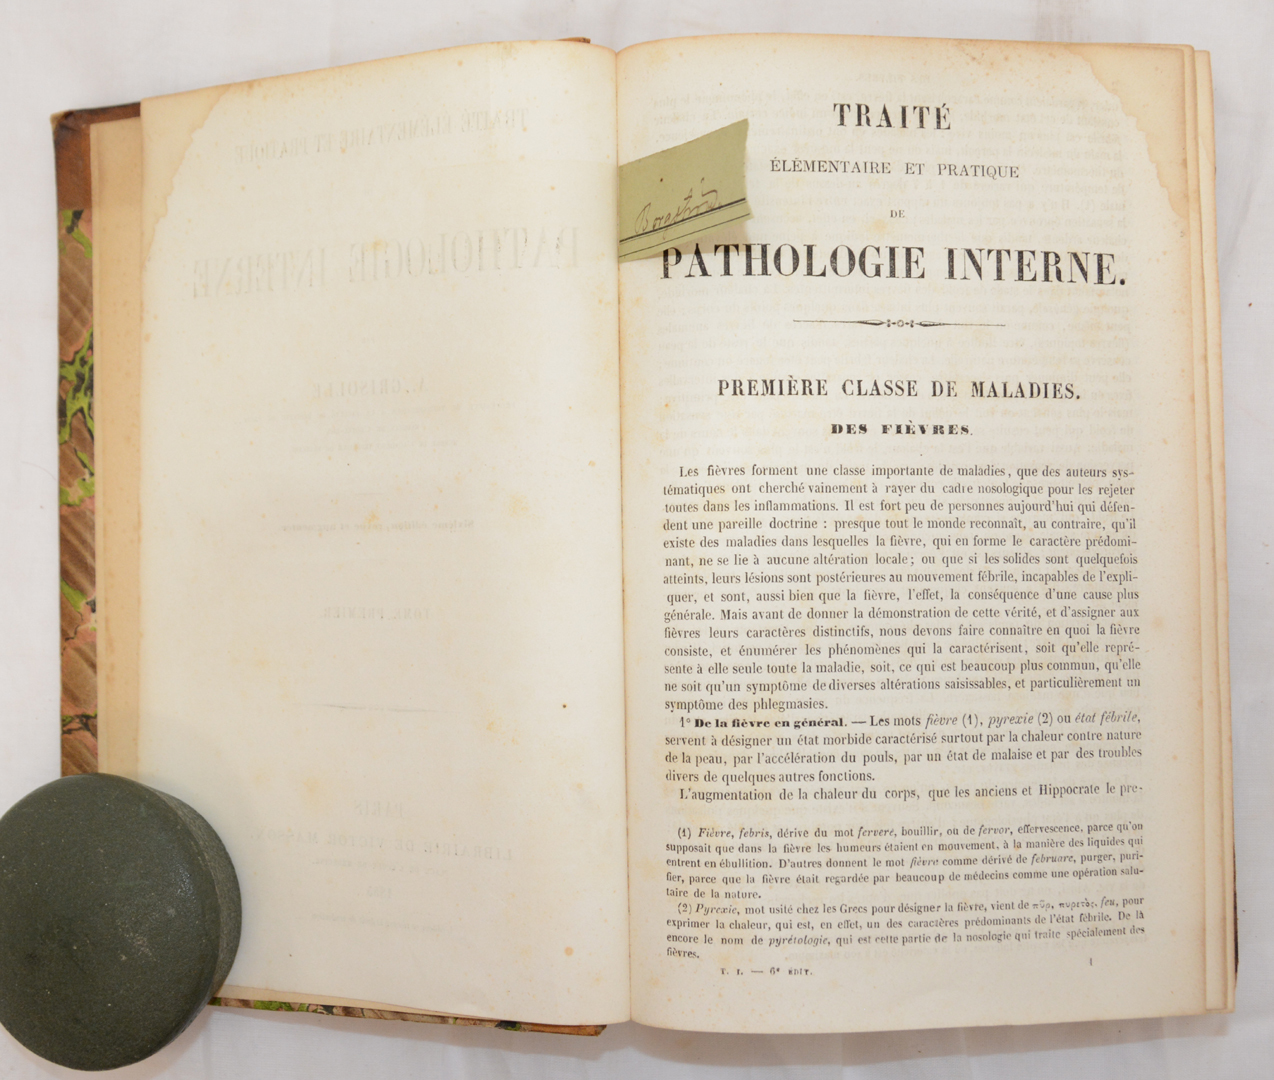 TRAITÉ
ÉLÉMENTAIRE ET PRATIQUE
DE
PATHOLOGIE INTERNE.
PREMIÈRE CLASSE DE MALADIES.
DES FIÈVRES.
Les fièvres forment une classe importante de maladies, que des auteurs sys-
tématiques ont cherché vainement à rayer du cadre nosologique pour les rejeter
toutes dans les inflammations. Il est fort peu de personnes aujourd'hui qui défen-
dent une pareille doctrine : presque tout le monde reconnaît, au contraire, qu'il
existe des maladies dans lesquelles la fièvre, qui en forme le caractère prédomi-
nant, ne se lie à aucune altération locale; ou que si les solides sont quelquefois
atteints, leurs lésions sont postérieures au mouvement fébrile, incapables de l'expli-
quer, et sont, aussi bien que la fièvre, l'effet, la conséquence d'une cause plus
générale. Mais avant de donner la démonstration de cette vérité, et d'assigner aux
fièvres leurs caractères distinctifs, nous devons faire connaître en quoi la fièvre
consiste, et énumérer les phénomènes qui la caractérisent, soit qu'elle repré-
sente à elle seule toute la maladie, soit, ce qui est beaucoup plus commun, qu'elle
ne soit qu'un symptôme de diverses altérations saisissables, et particulièrement un
symptôme des phlegmasies.
1° De la fièvre en général. — Les mots fièvre (1), pyrexie (2) ou état fébrile,
servent à désigner un état morbide caractérisé surtout par la chaleur contre nature
de la peau, par l'accélération du pouls, par un état de malaise et par des troubles
divers de quelques autres fonctions.
L'augmentation de la chaleur du corps, que les anciens et Hippocrate le pre-
(1) Fièvre, febris, dérive du mot fervere, bouillir, ou de fervor, effervescence, parce qu'on
supposait que dans la fièvre les humeurs étaient en mouvement, à la manière des liquides qui
entrent en ébullition. D'autres donnent le mot fièvre comme dérivé de februare, purger, puri-
fier, parce que la fièvre était regardée par beaucoup de médecins comme une opération salu-
taire de la nature.
(2) Pyrexie, mot usité chez les Grecs pour désigner la fièvre, vient de πῦρ, πυρετὸς, feu, pour
exprimer la chaleur, qui est, en effet, un des caractères prédominants de l'état fébrile. De là
encore le nom de pyrétologie, qui est cette partie de la nosologie qui traite spécialement des
fièvres.
T. I. — 6e ÉDIT. 1